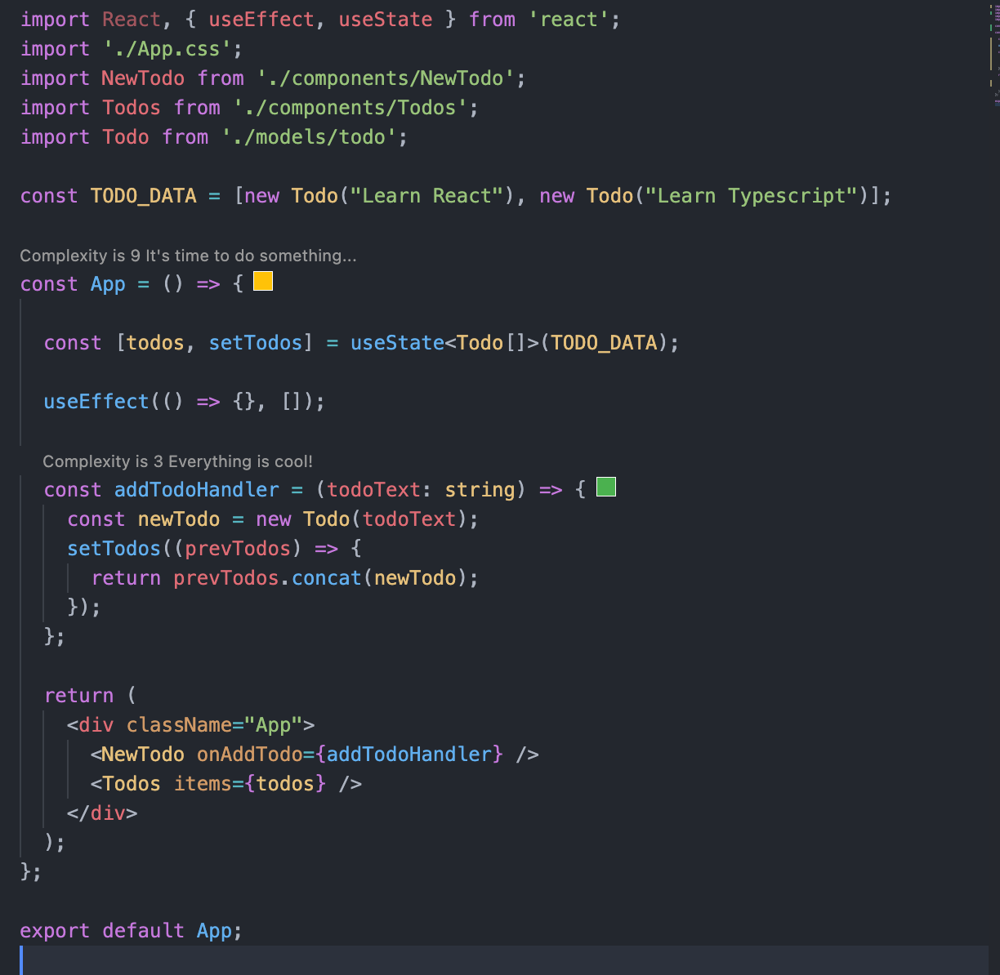 import React, { useEffect, useState } from 'react';
import './App.css';
import NewTodo from './components/NewTodo';
import Todos from './components/Todos';
import Todo from './models/todo';
const TODO_DATA = [new Todo("Learn React"), new Todo("Learn Typescript")];
Complexity is 9 It's time to do something...
const App = () => {
const [todos, setTodos] = useState<Todo[]>(TODO_DATA);
useEffect(() => {}, []);
Complexity is 3 Everything is cool!
const addTodoHandler = (todoText: string) => {
const newTodo = new Todo(todoText);
setTodos((prevTodos) => {
return prevTodos.concat(newTodo);
});
};
return (
<div className="App">
<NewTodo onAddTodo={addTodoHandler} />
<Todos items={todos} />
</div>
);
};
export default App;